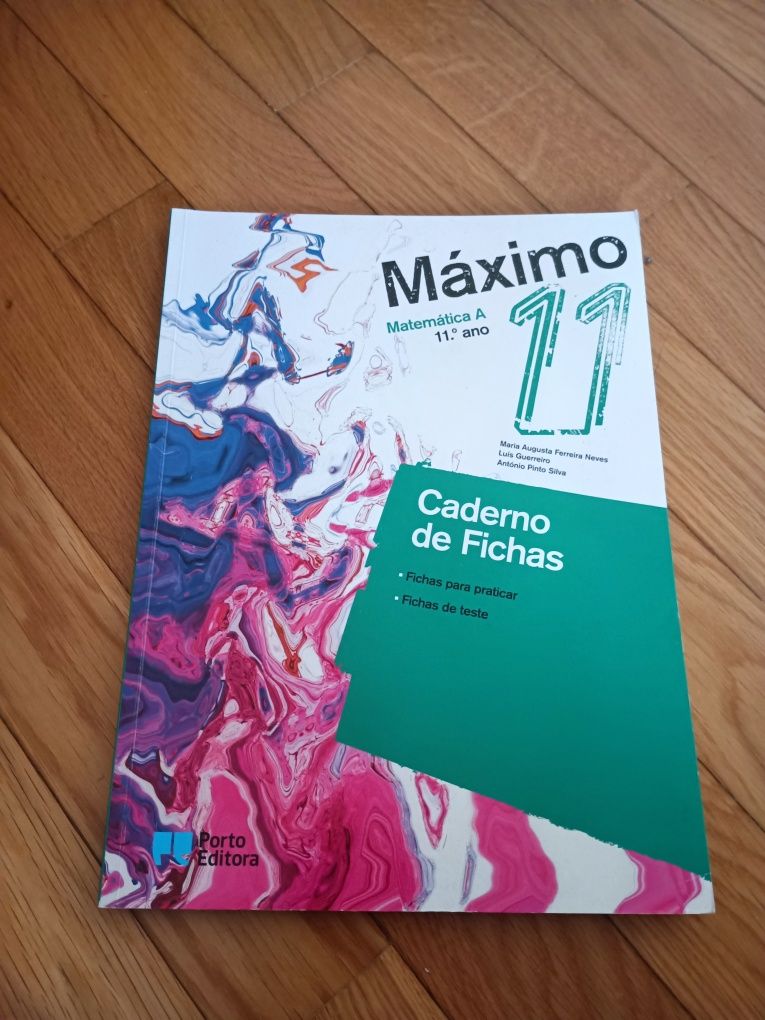 Máximo
Matemática A
11.º ano
11
Maria Augusta Ferreira Neves
Luís Guerreiro
António Pinto Silva
Caderno
de Fichas
▪ Fichas para praticar
▪ Fichas de teste
Porto
Editora